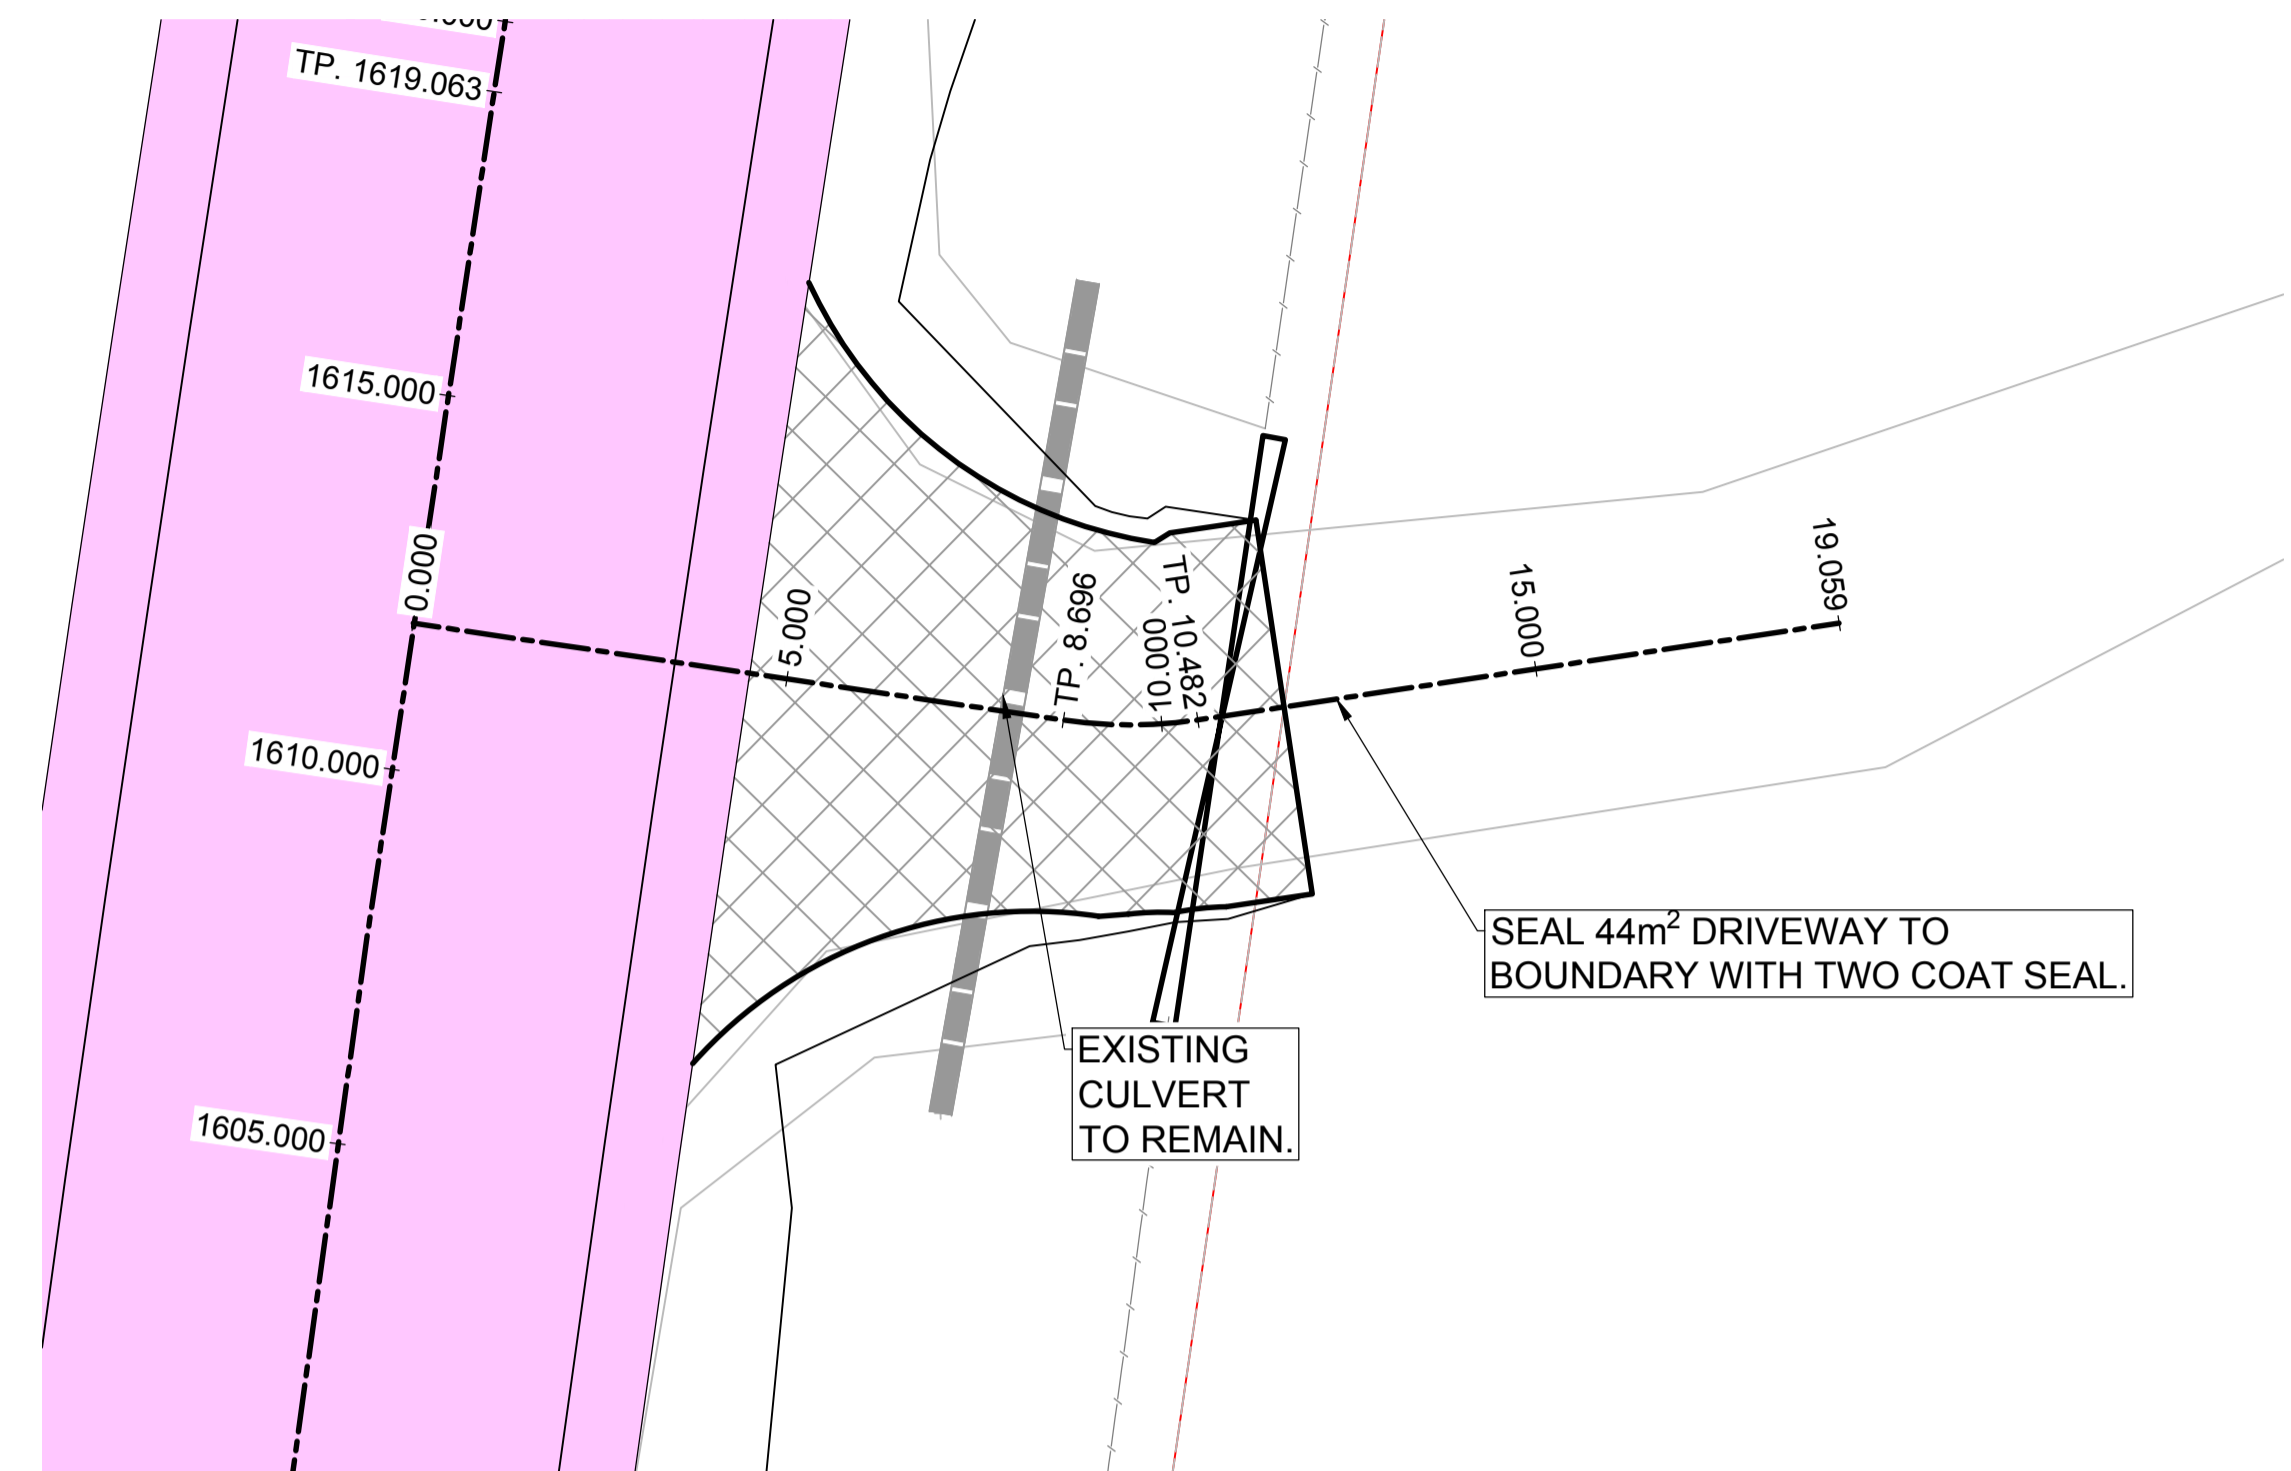 TP. 1619.063
1615.000
0.000
1610.000
1605.000
5.000
TP. 8.696
10.000
TP. 10.482
15.000
19.059
SEAL 44m² DRIVEWAY TO
BOUNDARY WITH TWO COAT SEAL.
EXISTING
CULVERT
TO REMAIN.